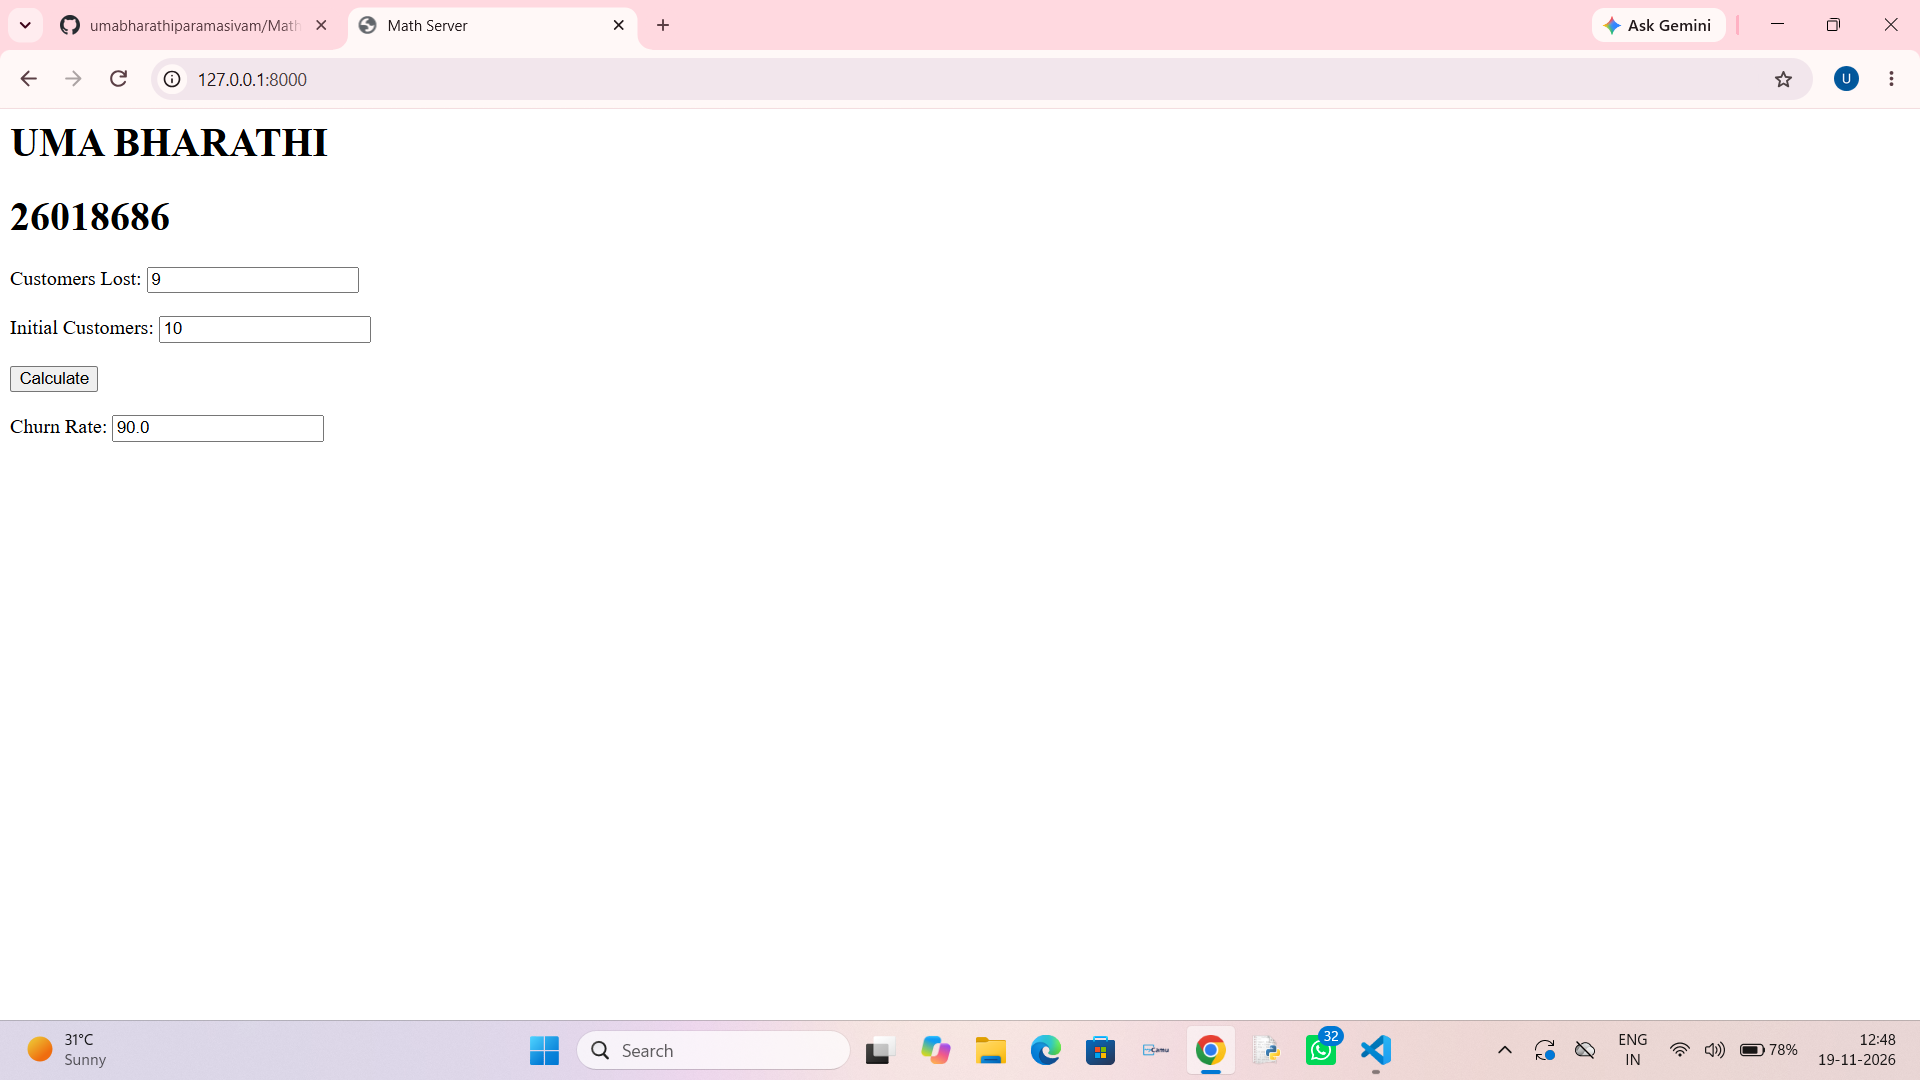 umabharathiparamasivam/Math
Math Server
Ask Gemini
127.0.0.1:8000
U
UMA BHARATHI
26018686
Customers Lost: 9
Initial Customers: 10
Calculate
Churn Rate: 90.0
31°C
Sunny
Search
Camu
32
ENG
IN
78%
12:48
19-11-2026